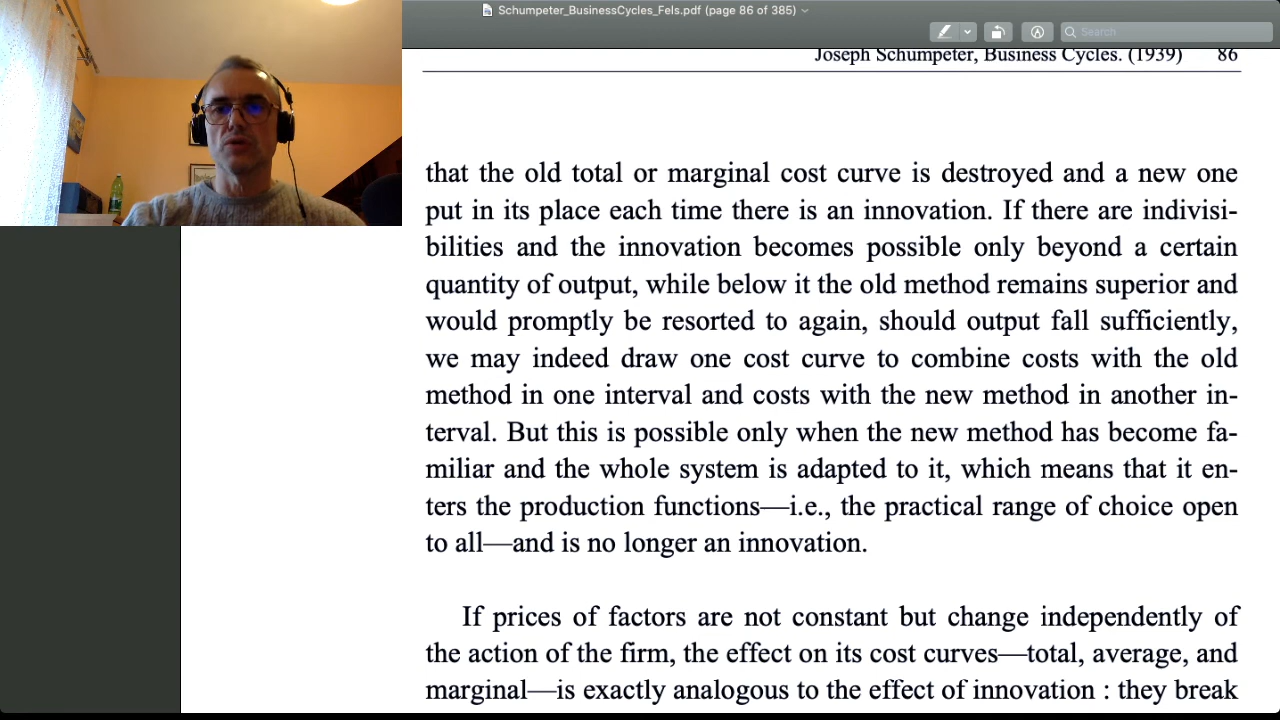 Schumpeter_BusinessCycles_Fels.pdf (page 86 of 385)
Search
Joseph Schumpeter, Business Cycles. (1939) 86
that the old total or marginal cost curve is destroyed and a new one
put in its place each time there is an innovation. If there are indivisi-
bilities and the innovation becomes possible only beyond a certain
quantity of output, while below it the old method remains superior and
would promptly be resorted to again, should output fall sufficiently,
we may indeed draw one cost curve to combine costs with the old
method in one interval and costs with the new method in another in-
terval. But this is possible only when the new method has become fa-
miliar and the whole system is adapted to it, which means that it en-
ters the production functions—i.e., the practical range of choice open
to all—and is no longer an innovation.
If prices of factors are not constant but change independently of
the action of the firm, the effect on its cost curves—total, average, and
marginal—is exactly analogous to the effect of innovation : they break